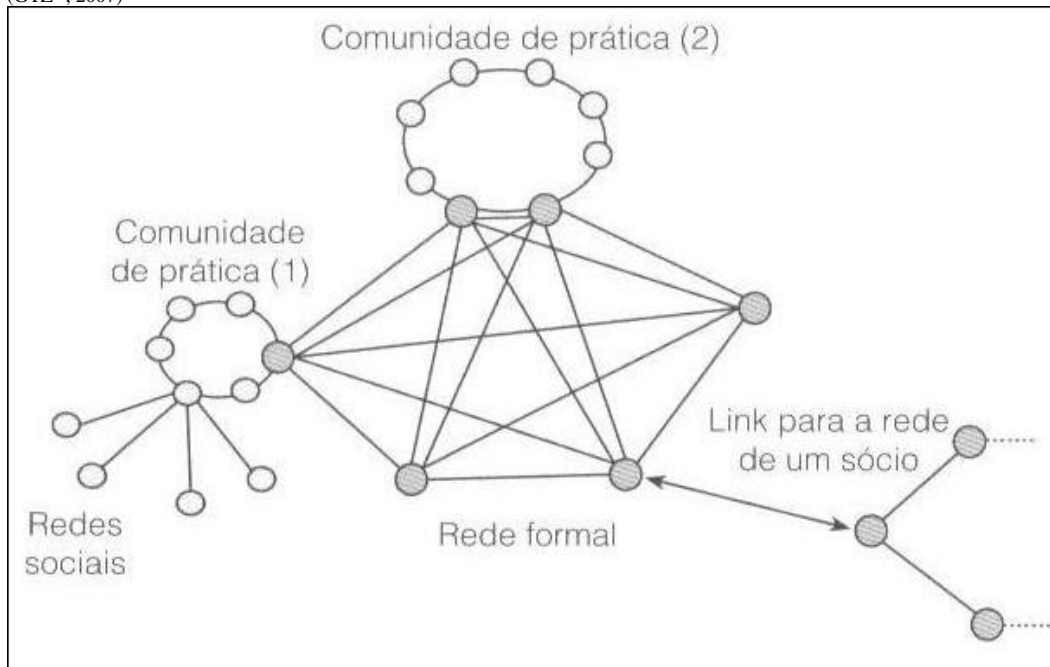 Comunidade de prática (2)
Comunidade
de prática (1)
Link para a rede
de um sócio
Rede formal
Redes
sociais